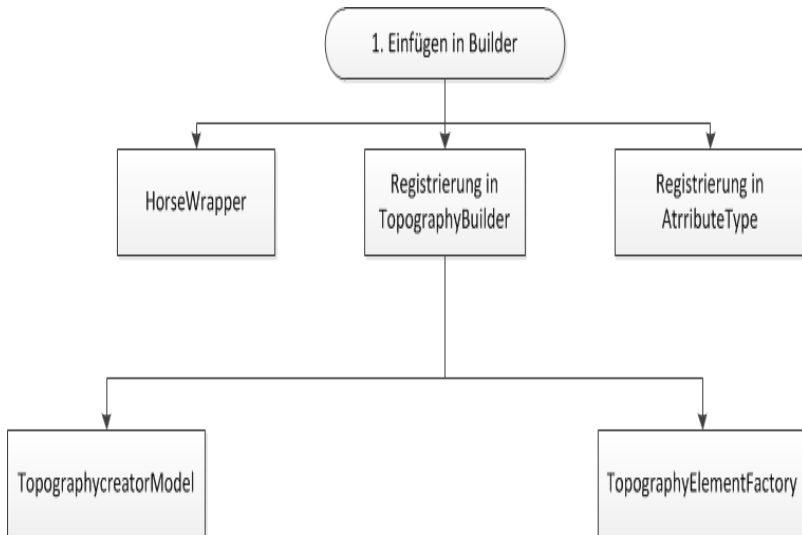 1. Einfügen in Builder
HorseWrapper
Registrierung in
TopographyBuilder
Registrierung in
AtrributeType
TopographycreatorModel
TopographyElementFactory